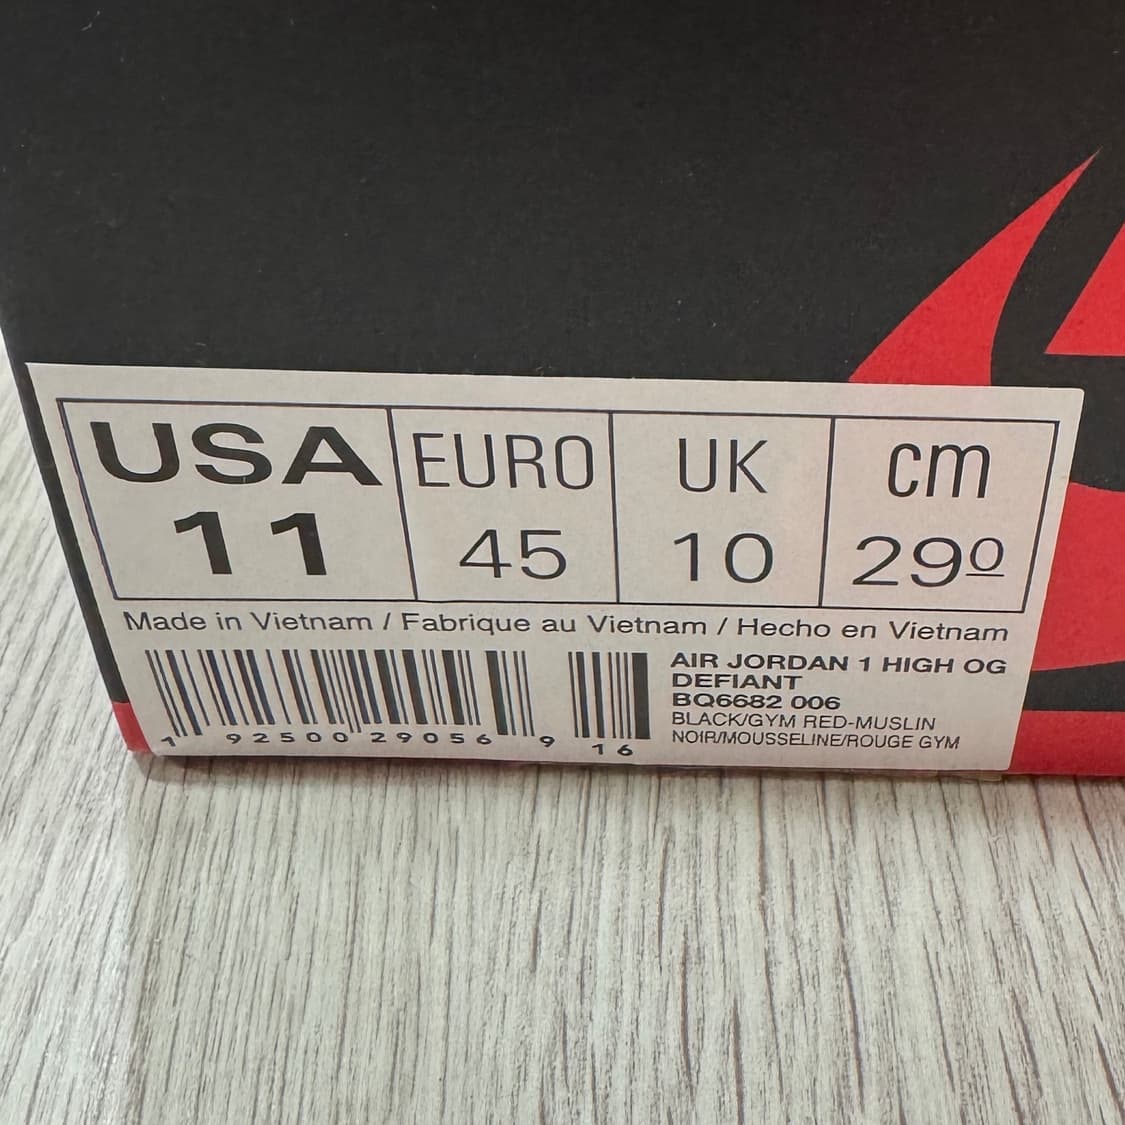 USA EURO UK cm
11 45 10 29º
Made in Vietnam / Fabrique au Vietnam / Hecho en Vietnam
AIR JORDAN 1 HIGH OG
DEFIANT
BQ6682 006
BLACK/GYM RED-MUSLIN
NOIR/MOUSSELINE/ROUGE GYM
1 92500 29056 9 16